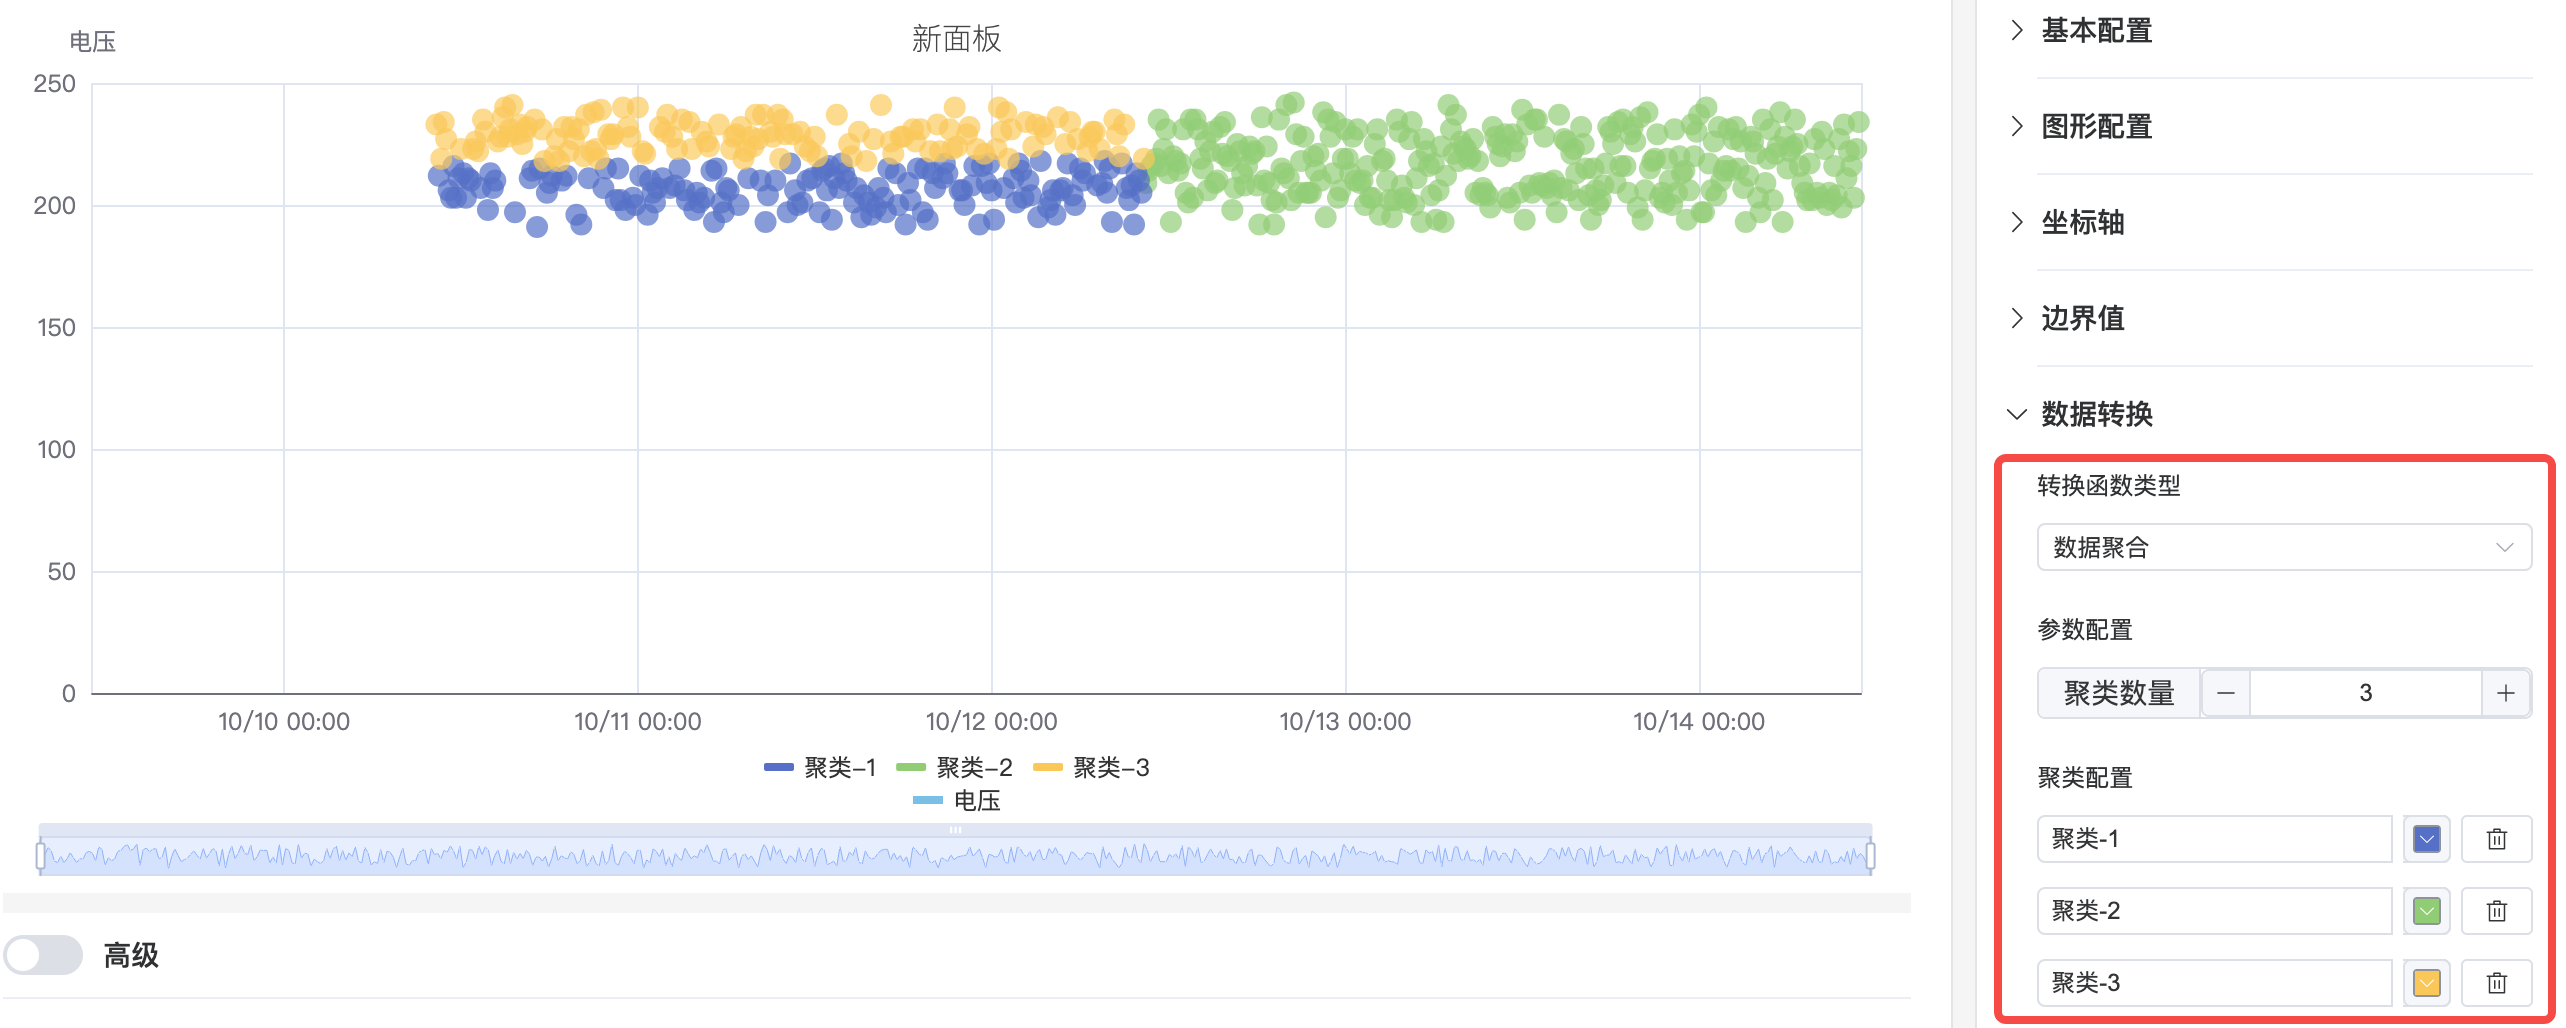 电压
新面板
250
200
150
100
50
0
10/10 00:00
10/11 00:00
10/12 00:00
10/13 00:00
10/14 00:00
聚类-1
聚类-2
聚类-3
电压
高级
基本配置
图形配置
坐标轴
边界值
数据转换
转换函数类型
数据聚合
参数配置
聚类数量
3
聚类配置
聚类-1
聚类-2
聚类-3